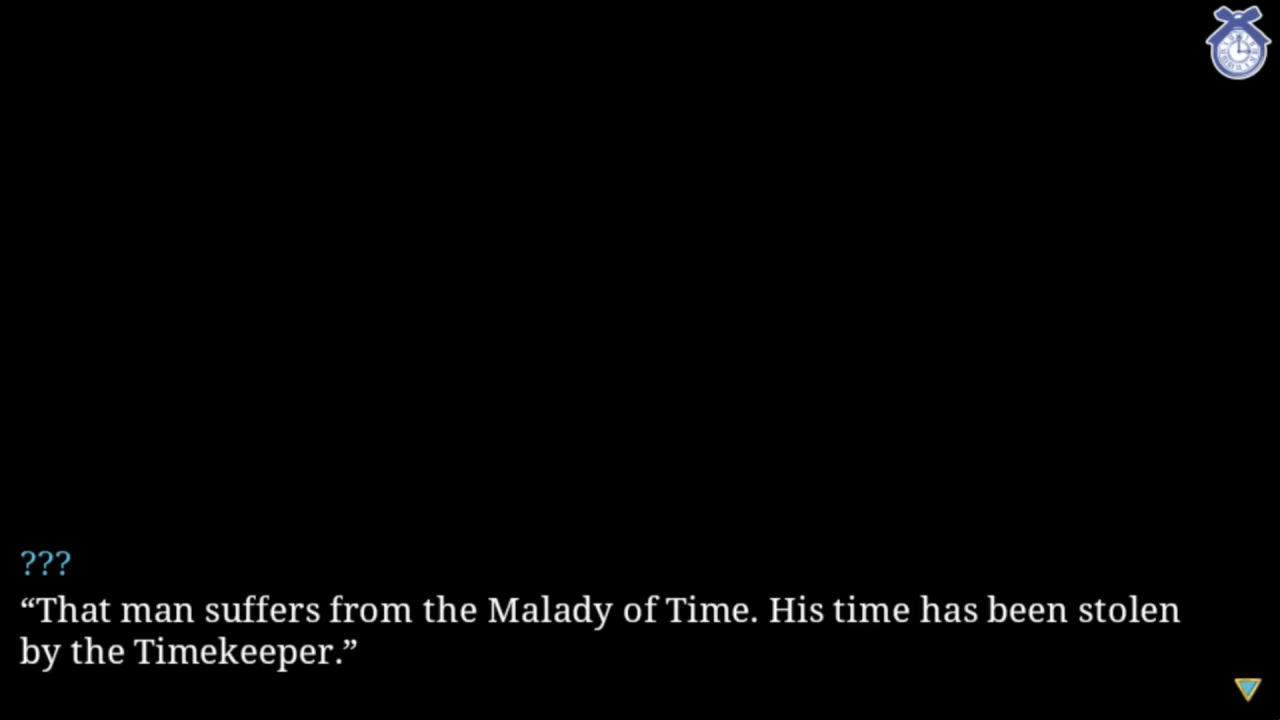 ???
“That man suffers from the Malady of Time. His time has been stolen
by the Timekeeper.”